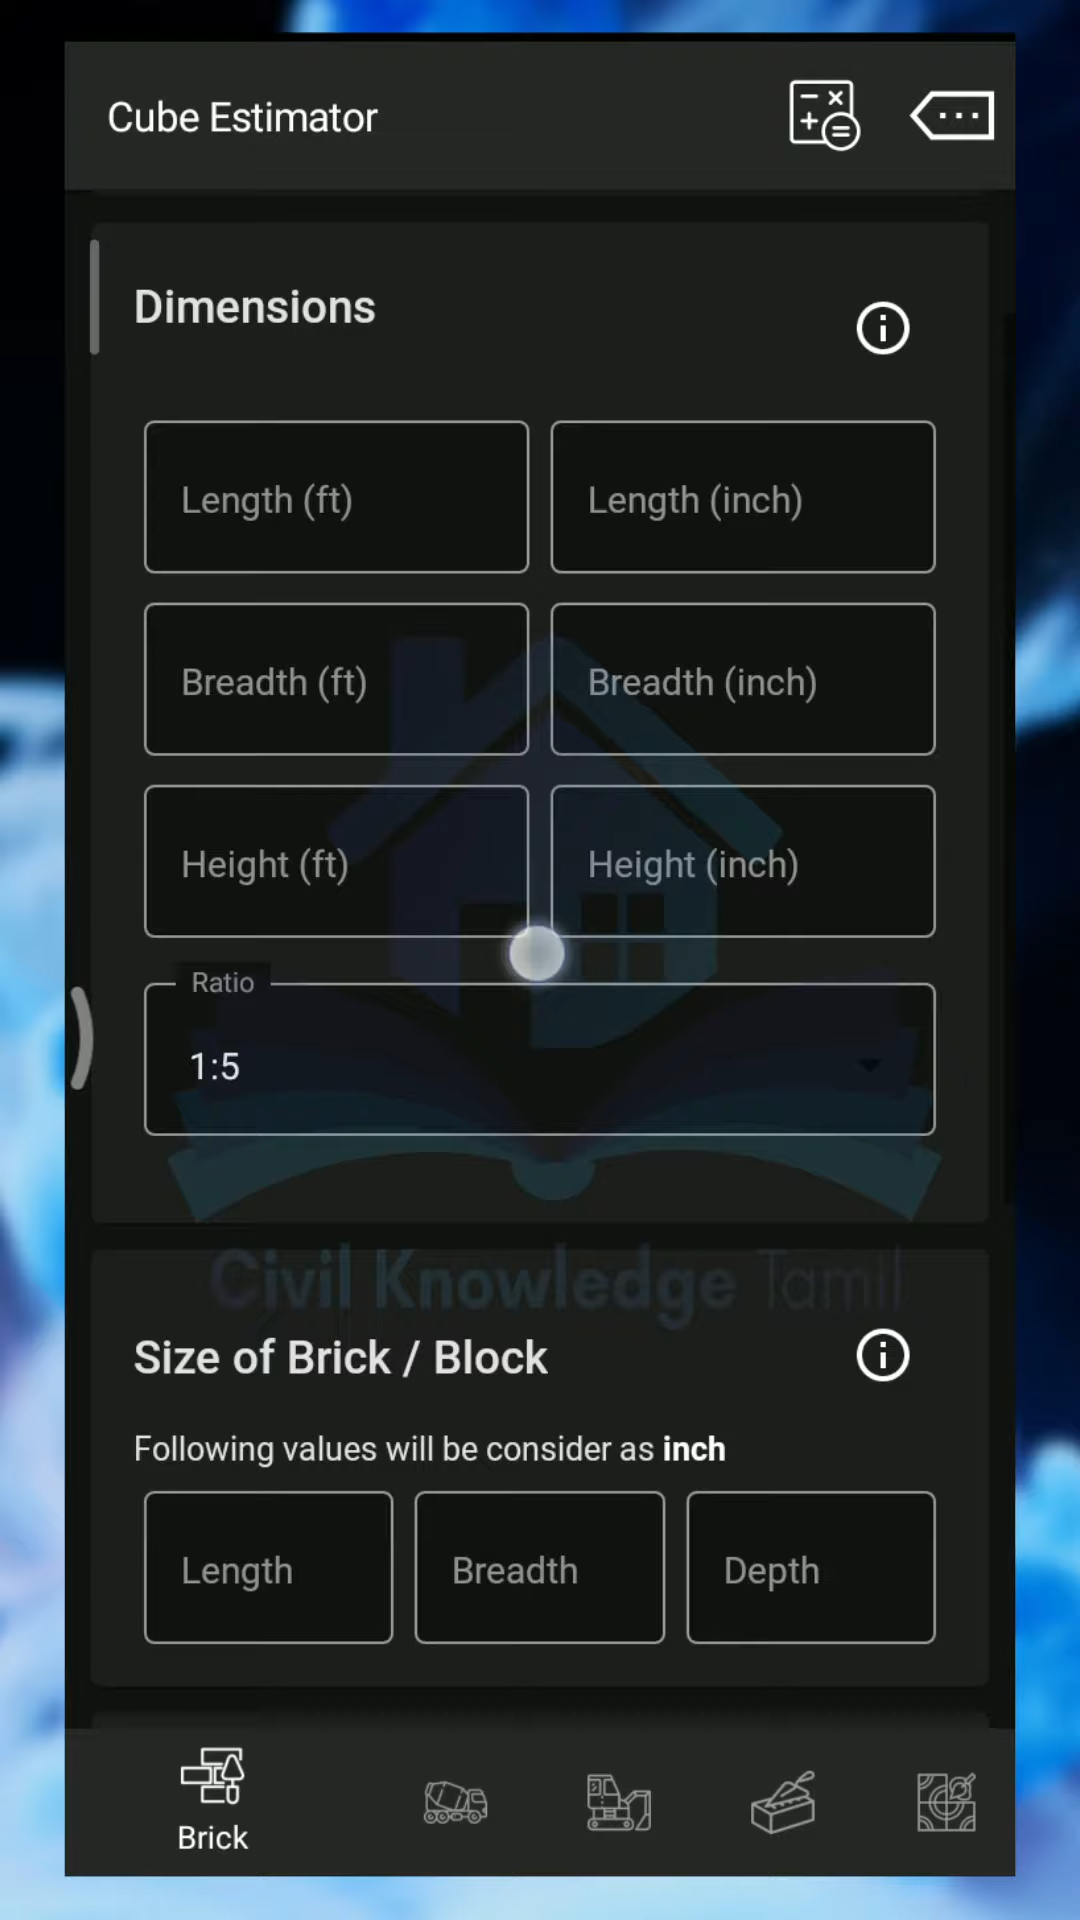 Cube Estimator
Dimensions
Length (ft)
Length (inch)
Breadth (ft)
Breadth (inch)
Height (ft)
Height (inch)
Ratio
1:5
Civil Knowledge Tamil
Size of Brick / Block
Following values will be consider as inch
Length
Breadth
Depth
Brick